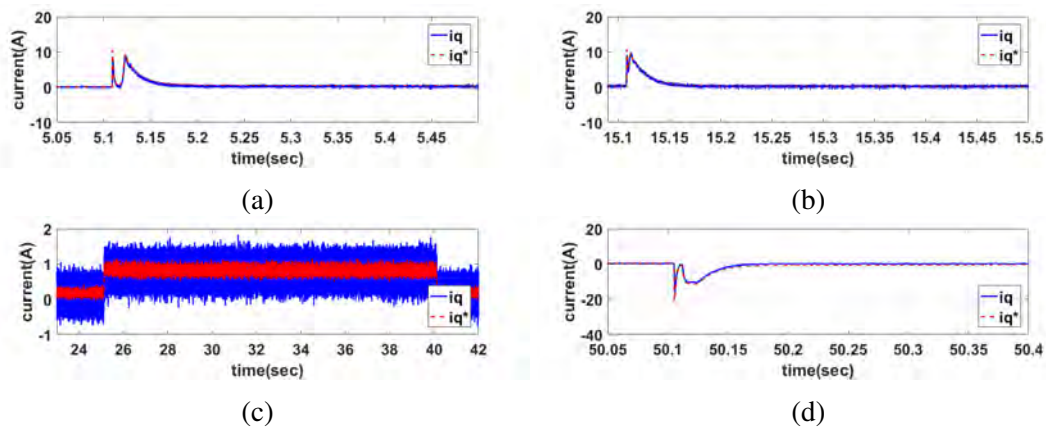 20
10
0
-10
current(A)
iq
iq*
5.05 5.1 5.15 5.2 5.25 5.3 5.35 5.4 5.45
time(sec)
(a)
20
10
0
-10
current(A)
iq
iq*
15.1 15.15 15.2 15.25 15.3 15.35 15.4 15.45 15.5
time(sec)
(b)
2
1
0
-1
current(A)
iq
iq*
24 26 28 30 32 34 36 38 40 42
time(sec)
(c)
20
0
-20
-40
current(A)
iq
iq*
50.05 50.1 50.15 50.2 50.25 50.3 50.35 50.4
time(sec)
(d)